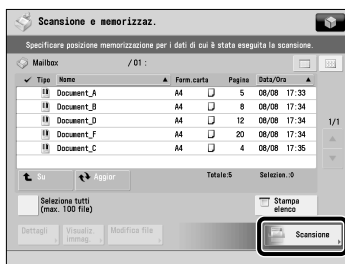 Scansione e memorizzaz.
Specificare posizione memorizzazione per i dati di cui è stata eseguita la scansione.
Mailbox /01 :
Tipo Nome Form.carta Pagine Data/Ora
Document_A A4 5 08/08 17:33
Document_B A4 8 08/08 17:34
Document_D A4 12 08/08 17:34
Document_F A4 20 08/08 17:34
Document_C A4 4 08/08 17:35
1/1
Su Aggior Totale:5 Selezion.:0
Seleziona tutti
(max. 100 file)
Stampa
elenco
Dettagli Visualiz.
immag. Modifica file
Scansione